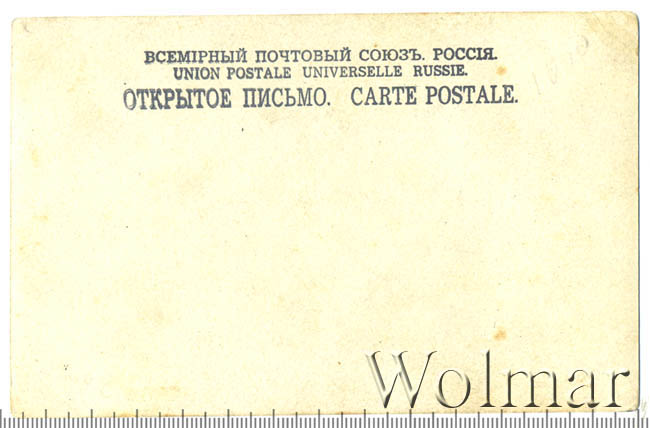 ВСЕМІРНЫЙ ПОЧТОВЫЙ СОЮЗЪ. РОССІЯ.
UNION POSTALE UNIVERSELLE RUSSIE.
ОТКРЫТОЕ ПИСЬМО. CARTE POSTALE.
Wolmar